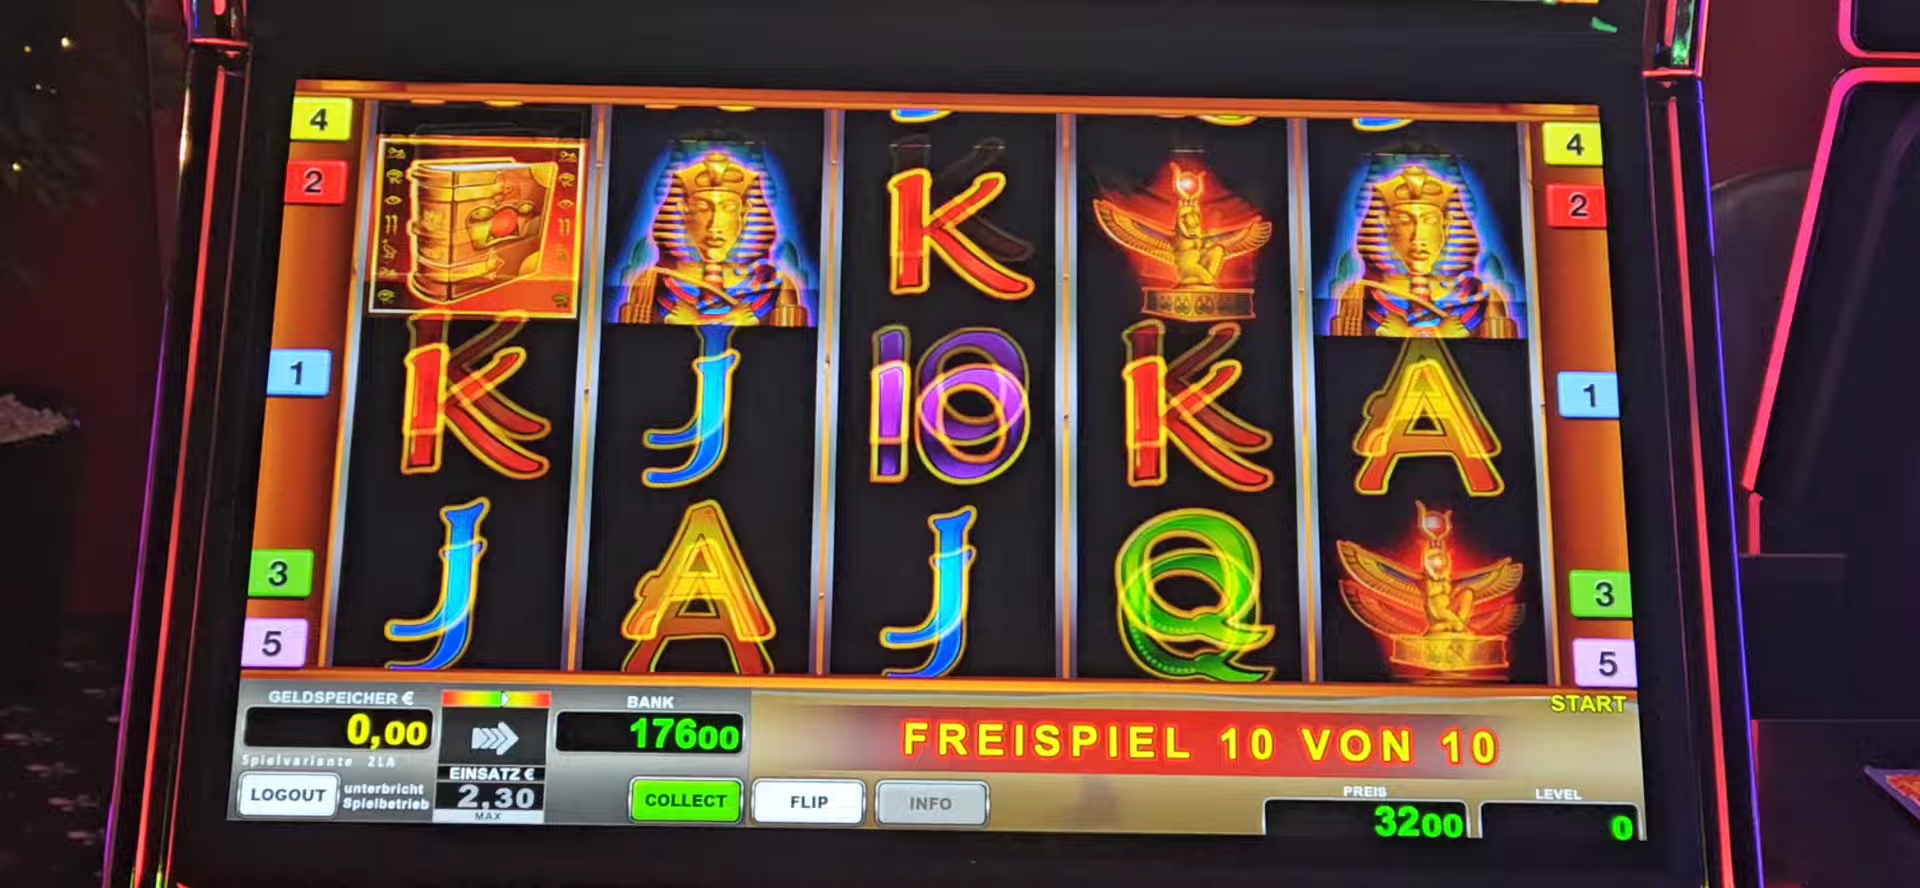 4
4
2
2
K
K
J
10
K
A
1
1
J
A
J
Q
3
3
5
5
START
GELDSPEICHER €
0,00
BANK
17600
FREISPIEL 10 VON 10
Spielvariante 2LA
EINSATZ €
2,30
MAX
LOGOUT
unterbricht
Spielbetrieb
COLLECT
FLIP
INFO
PREIS
3200
LEVEL
0